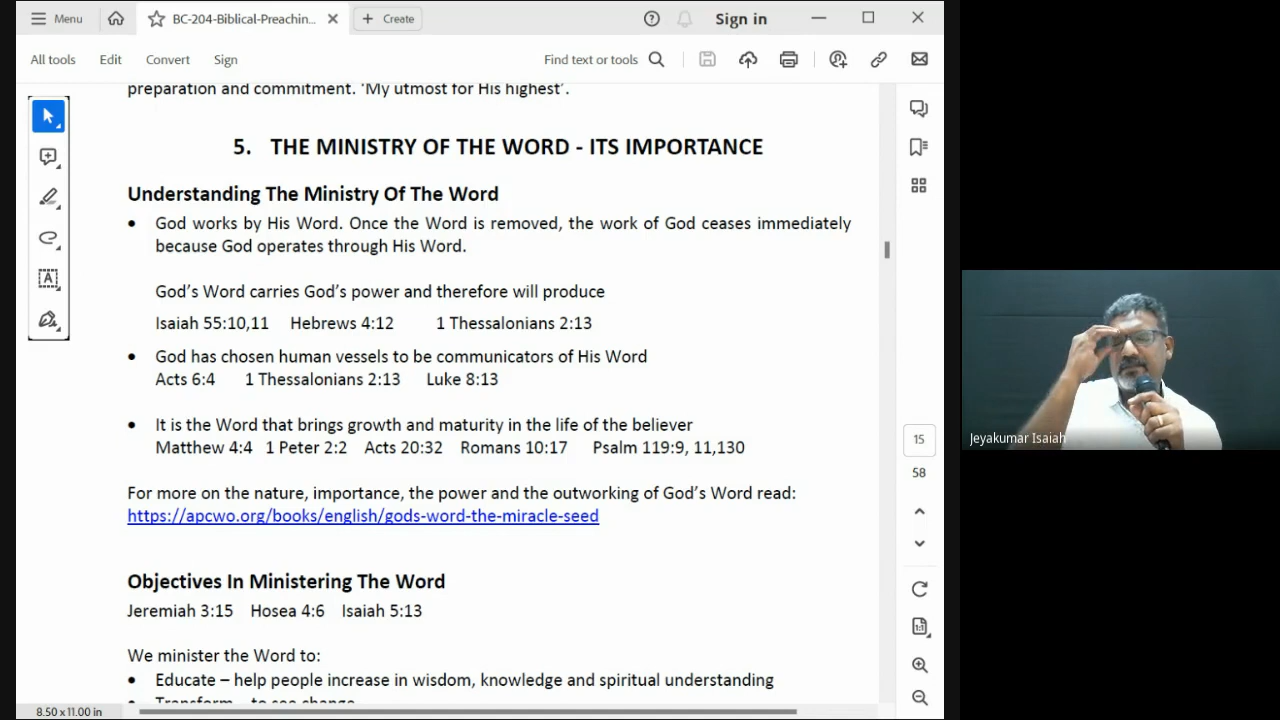 Menu
BC-204-Biblical-Preachin...
Create
Sign in
All tools
Edit
Convert
Sign
Find text or tools
preparation and commitment. 'My utmost for His highest'.
5. THE MINISTRY OF THE WORD - ITS IMPORTANCE
Understanding The Ministry Of The Word
• God works by His Word. Once the Word is removed, the work of God ceases immediately
because God operates through His Word.
God's Word carries God's power and therefore will produce
Isaiah 55:10,11 Hebrews 4:12 1 Thessalonians 2:13
• God has chosen human vessels to be communicators of His Word
Acts 6:4 1 Thessalonians 2:13 Luke 8:13
• It is the Word that brings growth and maturity in the life of the believer
Matthew 4:4 1 Peter 2:2 Acts 20:32 Romans 10:17 Psalm 119:9, 11,130
For more on the nature, importance, the power and the outworking of God's Word read:
https://apcwo.org/books/english/gods-word-the-miracle-seed
Objectives In Ministering The Word
Jeremiah 3:15 Hosea 4:6 Isaiah 5:13
We minister the Word to:
• Educate – help people increase in wisdom, knowledge and spiritual understanding
• Transform – to see change
8.50 x 11.00 in
15
58
Jeyakumar Isaiah